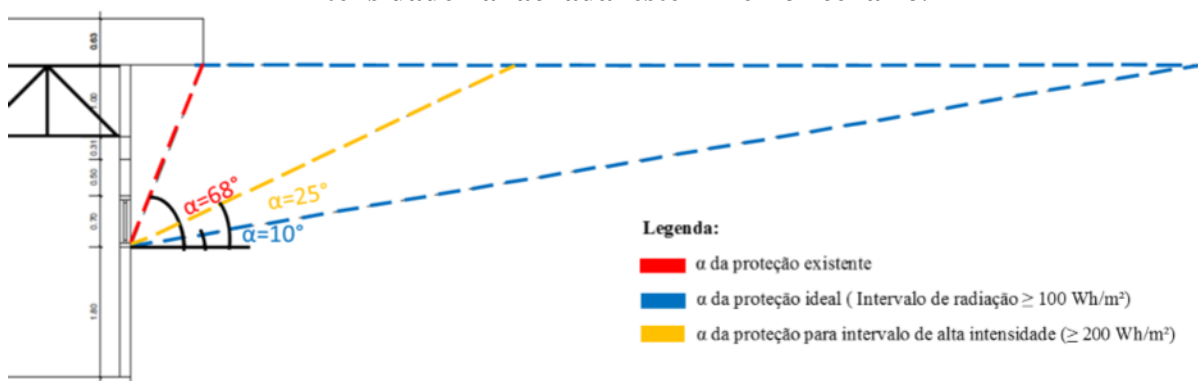 0.63
1.00
0.31
0.50
0.70
1.80
α=68°
α=25°
α=10°
Legenda:
α da proteção existente
α da proteção ideal ( Intervalo de radiação ≥ 100 Wh/m²)
α da proteção para intervalo de alta intensidade (≥ 200 Wh/m²)